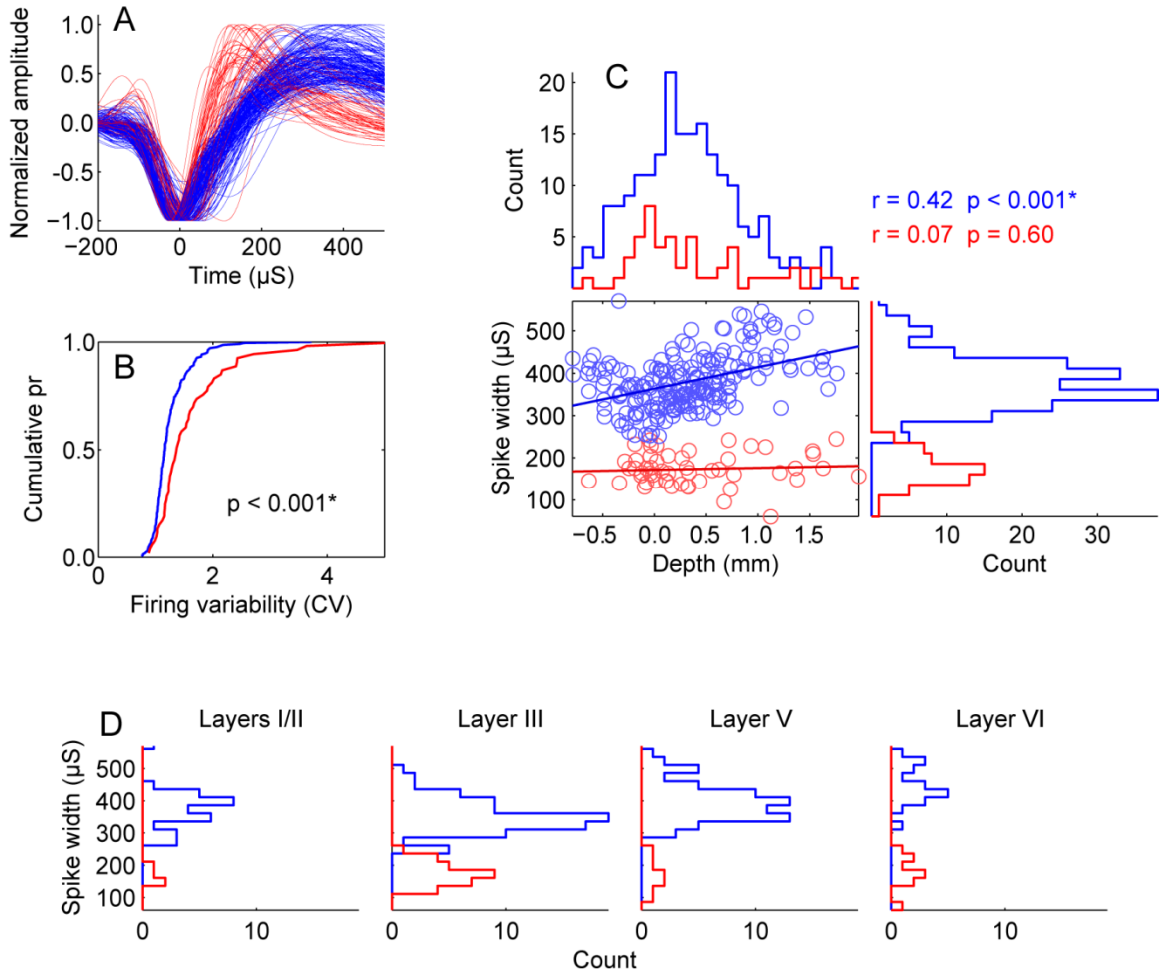 A
Normalized amplitude
1.0
0.5
0.0
−0.5
−1.0
−200 0 200 400
Time (µS)
B
Cumulative pr
1.0
0.5
0.0
p < 0.001*
0 2 4
Firing variability (CV)
C
Count
20
15
10
5
r = 0.42 p < 0.001*
r = 0.07 p = 0.60
Spike width (µS)
500
400
300
200
100
−0.5 0.0 0.5 1.0 1.5
Depth (mm)
10 20 30
Count
D
Layers I/II Layer III Layer V Layer VI
Spike width (µS)
500
400
300
200
100
0 10 0 10 0 10 0 10
Count